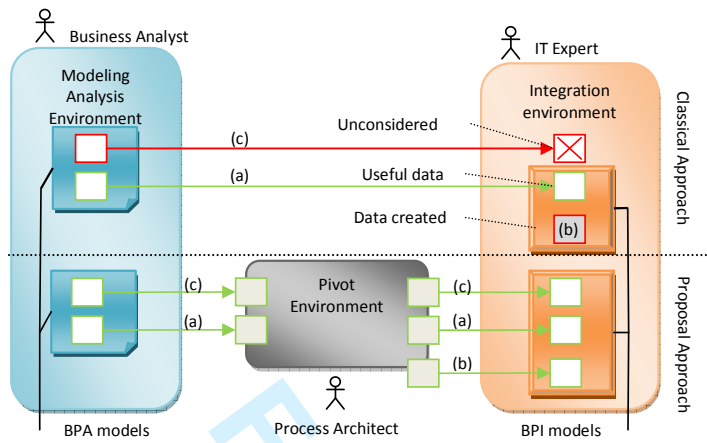 Business Analyst
IT Expert
Modeling
Analysis
Environment
Integration
environment
Unconsidered
(c)
(a)
Useful data
Data created
(b)
Classical Approach
Pivot
Environment
(c)
(a)
(c)
(a)
(b)
Proposal Approach
Process Architect
BPA models
BPI models